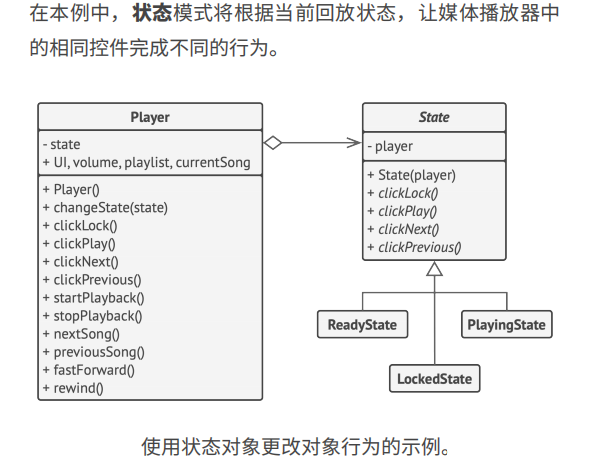 在本例中，状态模式将根据当前回放状态，让媒体播放器中
的相同控件完成不同的行为。
Player
- state
+ UI, volume, playlist, currentSong
+ Player()
+ changeState(state)
+ clickLock()
+ clickPlay()
+ clickNext()
+ clickPrevious()
+ startPlayback()
+ stopPlayback()
+ nextSong()
+ previousSong()
+ fastForward()
+ rewind()
State
- player
+ State(player)
+ clickLock()
+ clickPlay()
+ clickNext()
+ clickPrevious()
ReadyState
PlayingState
LockedState
使用状态对象更改对象行为的示例。